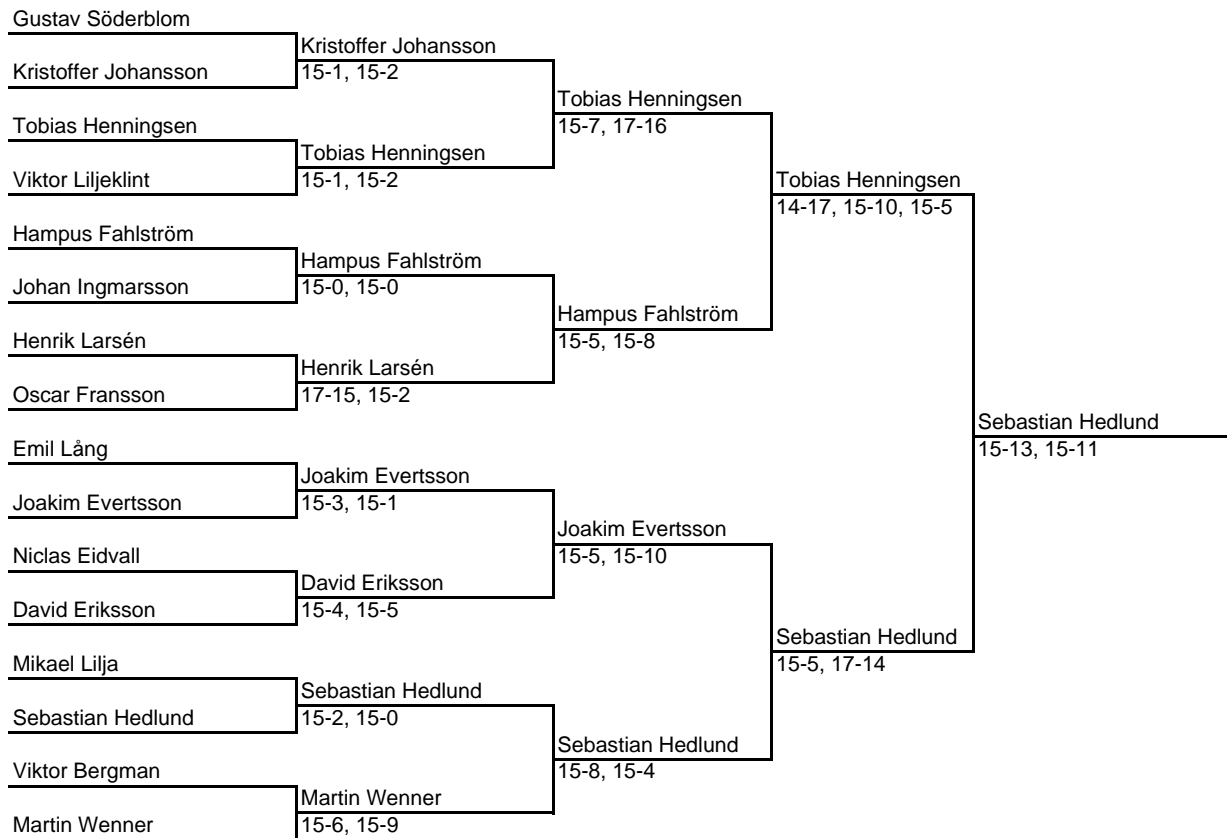 Gustav Söderblom
Kristoffer Johansson
Kristoffer Johansson
15-1, 15-2
Tobias Henningsen
15-7, 17-16
Tobias Henningsen
Tobias Henningsen
Viktor Liljeklint
15-1, 15-2
Tobias Henningsen
14-17, 15-10, 15-5
Hampus Fahlström
Hampus Fahlström
Johan Ingmarsson
15-0, 15-0
Hampus Fahlström
15-5, 15-8
Henrik Larsén
Henrik Larsén
Oscar Fransson
17-15, 15-2
Sebastian Hedlund
15-13, 15-11
Emil Lång
Joakim Evertsson
Joakim Evertsson
15-3, 15-1
Joakim Evertsson
15-5, 15-10
Niclas Eidvall
David Eriksson
David Eriksson
15-4, 15-5
Sebastian Hedlund
15-5, 17-14
Mikael Lilja
Sebastian Hedlund
Sebastian Hedlund
15-2, 15-0
Sebastian Hedlund
15-8, 15-4
Viktor Bergman
Martin Wenner
Martin Wenner
15-6, 15-9